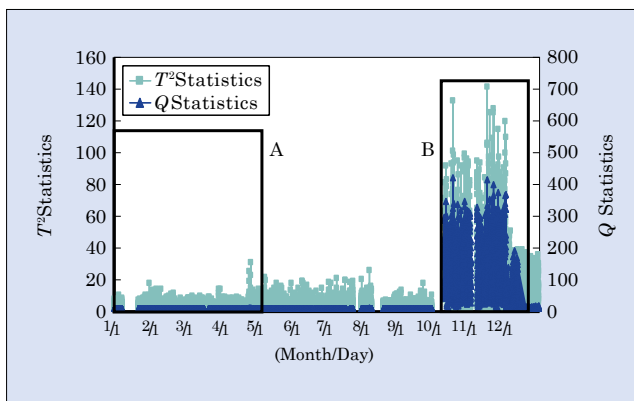 160
140
120
100
80
60
40
20
0
T²Statistics
T²Statistics
QStatistics
A
B
800
700
600
500
400
300
200
100
0
Q Statistics
1/1 2/1 3/1 4/1 5/1 6/1 7/1 8/1 9/1 10/1 11/1 12/1
(Month/Day)